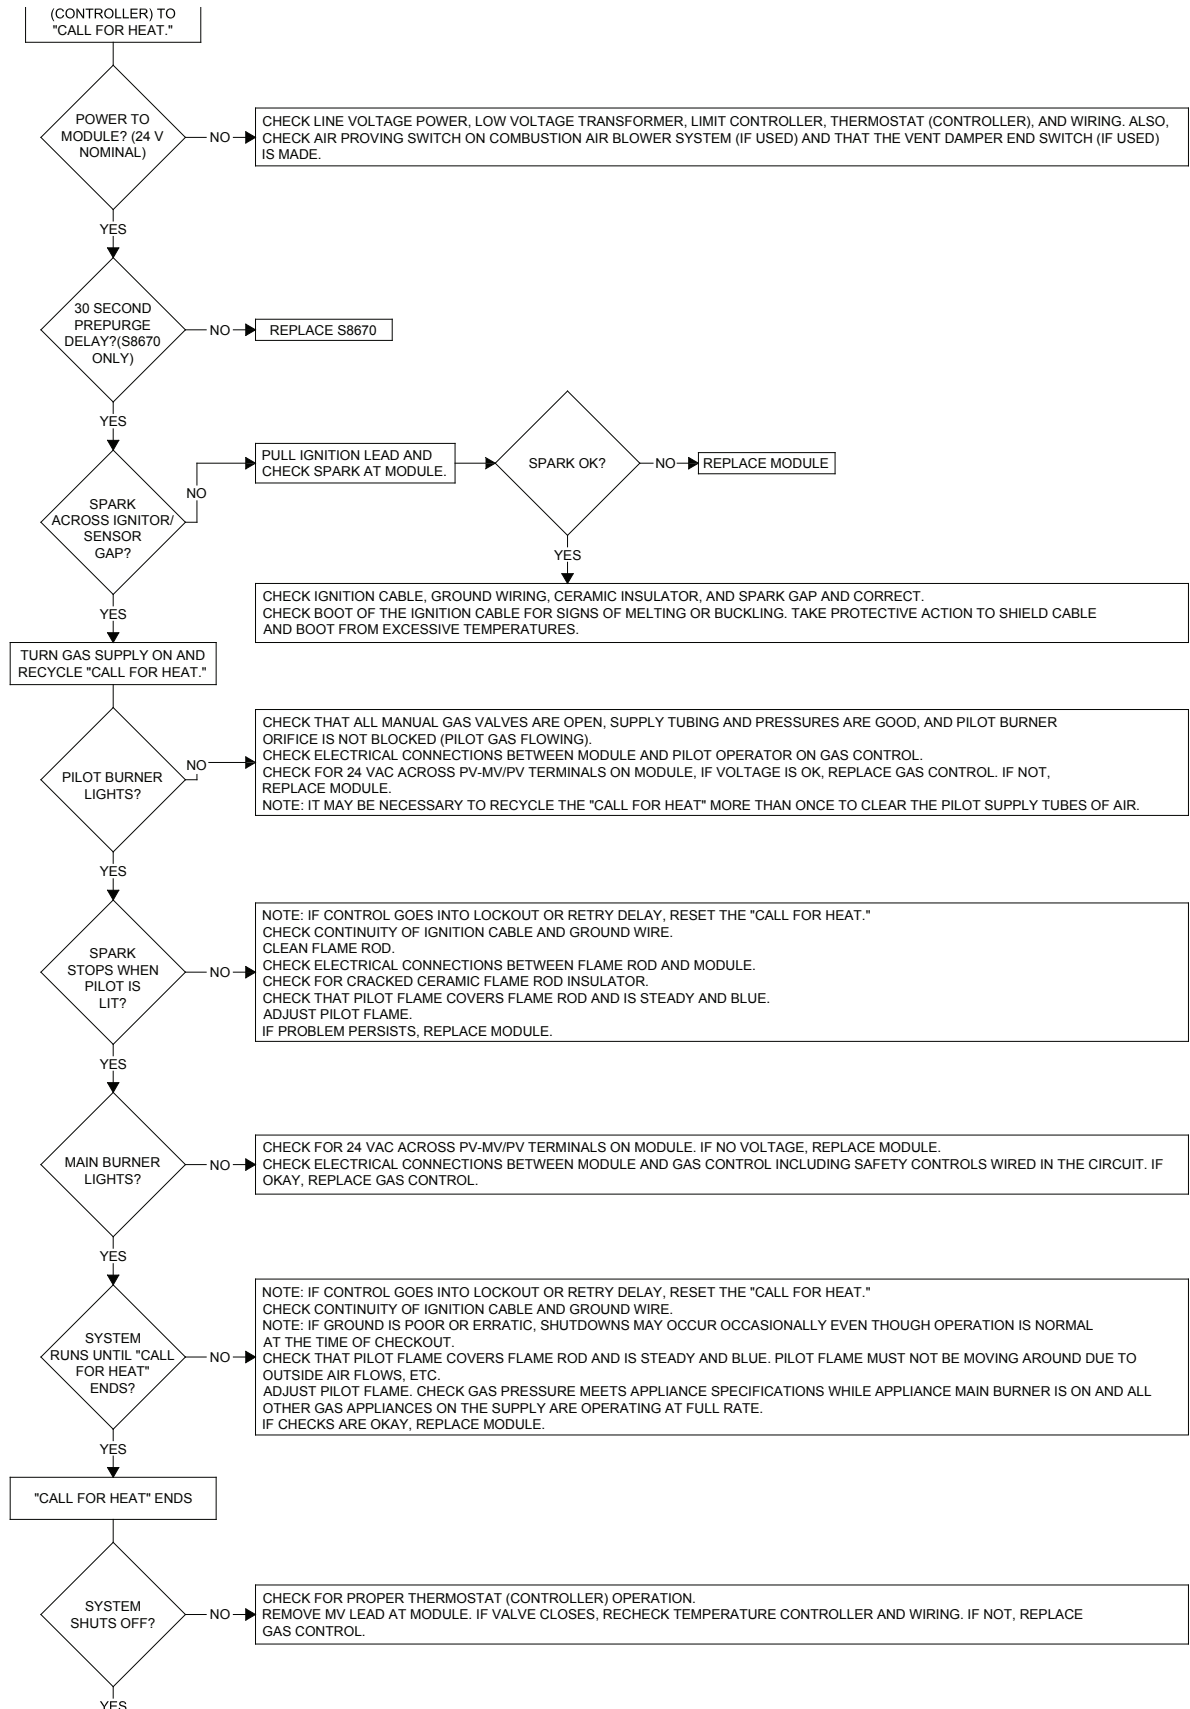 (CONTROLLER) TO
"CALL FOR HEAT."
POWER TO
MODULE? (24 V
NOMINAL)
NO
CHECK LINE VOLTAGE POWER, LOW VOLTAGE TRANSFORMER, LIMIT CONTROLLER, THERMOSTAT (CONTROLLER), AND WIRING. ALSO,
CHECK AIR PROVING SWITCH ON COMBUSTION AIR BLOWER SYSTEM (IF USED) AND THAT THE VENT DAMPER END SWITCH (IF USED)
IS MADE.
YES
30 SECOND
PREPURGE
DELAY?(S8670
ONLY)
NO
REPLACE S8670
YES
SPARK
ACROSS IGNITOR/
SENSOR
GAP?
NO
PULL IGNITION LEAD AND
CHECK SPARK AT MODULE.
SPARK OK?
NO
REPLACE MODULE
YES
CHECK IGNITION CABLE, GROUND WIRING, CERAMIC INSULATOR, AND SPARK GAP AND CORRECT.
CHECK BOOT OF THE IGNITION CABLE FOR SIGNS OF MELTING OR BUCKLING. TAKE PROTECTIVE ACTION TO SHIELD CABLE
AND BOOT FROM EXCESSIVE TEMPERATURES.
YES
TURN GAS SUPPLY ON AND
RECYCLE "CALL FOR HEAT."
PILOT BURNER
LIGHTS?
NO
CHECK THAT ALL MANUAL GAS VALVES ARE OPEN, SUPPLY TUBING AND PRESSURES ARE GOOD, AND PILOT BURNER
ORIFICE IS NOT BLOCKED (PILOT GAS FLOWING).
CHECK ELECTRICAL CONNECTIONS BETWEEN MODULE AND PILOT OPERATOR ON GAS CONTROL.
CHECK FOR 24 VAC ACROSS PV-MV/PV TERMINALS ON MODULE, IF VOLTAGE IS OK, REPLACE GAS CONTROL. IF NOT,
REPLACE MODULE.
NOTE: IT MAY BE NECESSARY TO RECYCLE THE "CALL FOR HEAT" MORE THAN ONCE TO CLEAR THE PILOT SUPPLY TUBES OF AIR.
YES
SPARK
STOPS WHEN
PILOT IS
LIT?
NO
NOTE: IF CONTROL GOES INTO LOCKOUT OR RETRY DELAY, RESET THE "CALL FOR HEAT."
CHECK CONTINUITY OF IGNITION CABLE AND GROUND WIRE.
CLEAN FLAME ROD.
CHECK ELECTRICAL CONNECTIONS BETWEEN FLAME ROD AND MODULE.
CHECK FOR CRACKED CERAMIC FLAME ROD INSULATOR.
CHECK THAT PILOT FLAME COVERS FLAME ROD AND IS STEADY AND BLUE.
ADJUST PILOT FLAME.
IF PROBLEM PERSISTS, REPLACE MODULE.
YES
MAIN BURNER
LIGHTS?
NO
CHECK FOR 24 VAC ACROSS PV-MV/PV TERMINALS ON MODULE. IF NO VOLTAGE, REPLACE MODULE.
CHECK ELECTRICAL CONNECTIONS BETWEEN MODULE AND GAS CONTROL INCLUDING SAFETY CONTROLS WIRED IN THE CIRCUIT. IF
OKAY, REPLACE GAS CONTROL.
YES
SYSTEM
RUNS UNTIL "CALL
FOR HEAT"
ENDS?
NO
NOTE: IF CONTROL GOES INTO LOCKOUT OR RETRY DELAY, RESET THE "CALL FOR HEAT."
CHECK CONTINUITY OF IGNITION CABLE AND GROUND WIRE.
NOTE: IF GROUND IS POOR OR ERRATIC, SHUTDOWNS MAY OCCUR OCCASIONALLY EVEN THOUGH OPERATION IS NORMAL
AT THE TIME OF CHECKOUT.
CHECK THAT PILOT FLAME COVERS FLAME ROD AND IS STEADY AND BLUE. PILOT FLAME MUST NOT BE MOVING AROUND DUE TO
OUTSIDE AIR FLOWS, ETC.
ADJUST PILOT FLAME. CHECK GAS PRESSURE MEETS APPLIANCE SPECIFICATIONS WHILE APPLIANCE MAIN BURNER IS ON AND ALL
OTHER GAS APPLIANCES ON THE SUPPLY ARE OPERATING AT FULL RATE.
IF CHECKS ARE OKAY, REPLACE MODULE.
YES
"CALL FOR HEAT" ENDS
SYSTEM
SHUTS OFF?
NO
CHECK FOR PROPER THERMOSTAT (CONTROLLER) OPERATION.
REMOVE MV LEAD AT MODULE. IF VALVE CLOSES, RECHECK TEMPERATURE CONTROLLER AND WIRING. IF NOT, REPLACE
GAS CONTROL.
YES